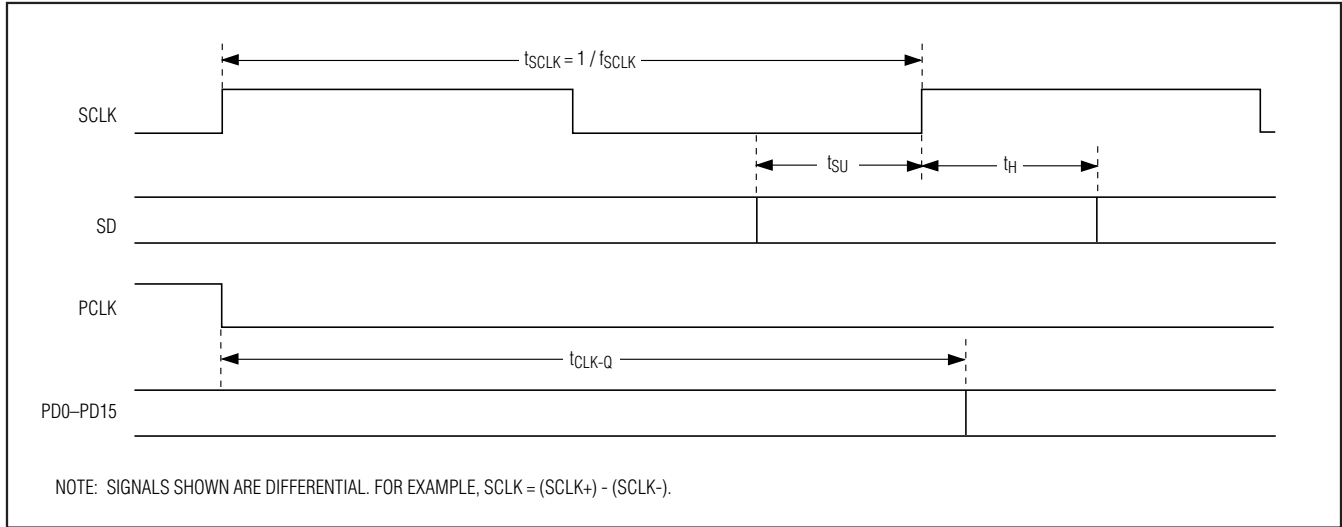 tSCLK = 1 / fSCLK
SCLK
tSU
tH
SD
PCLK
tCLK-Q
PD0–PD15
NOTE: SIGNALS SHOWN ARE DIFFERENTIAL. FOR EXAMPLE, SCLK = (SCLK+) - (SCLK-).